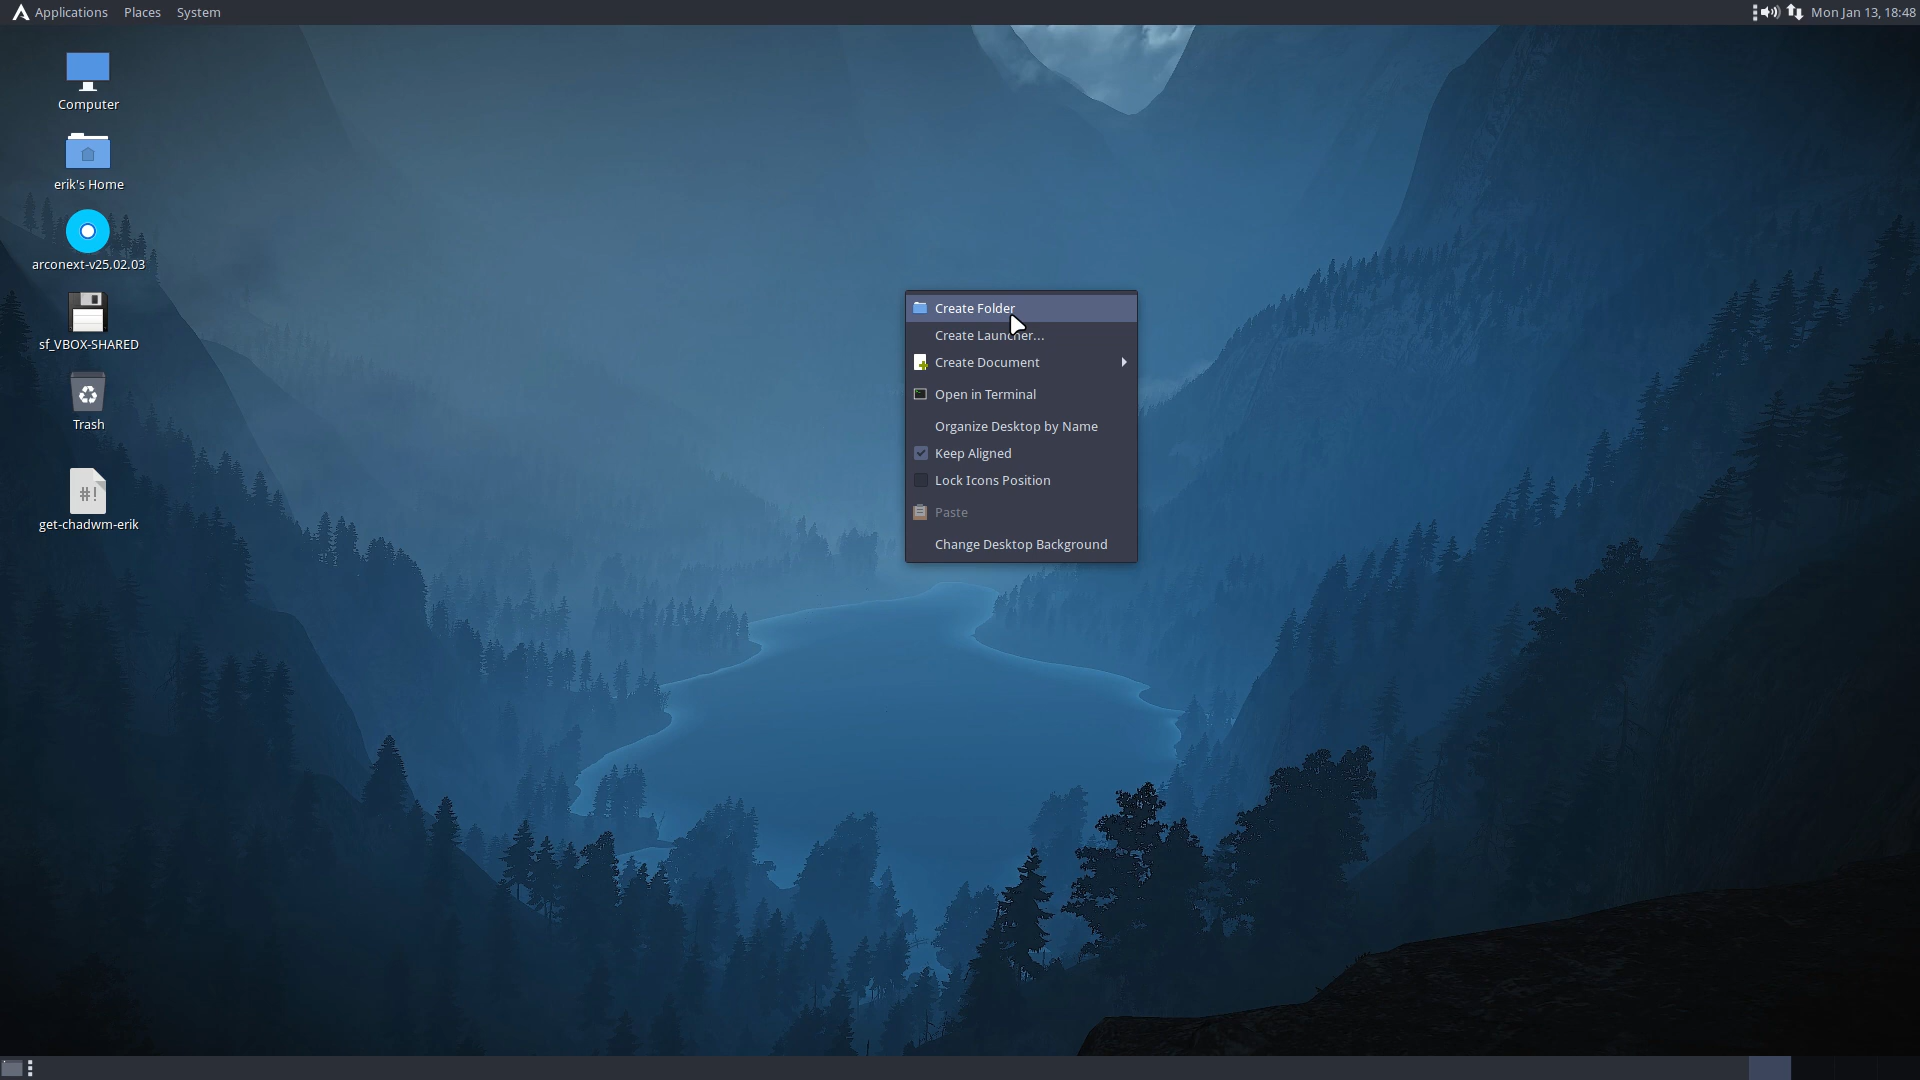 Applications Places System Mon Jan 13, 18:48
Computer
erik's Home
arconext-v25.02.03
sf_VBOX-SHARED
Trash
#!
get-chadwm-erik
Create Folder
Create Launcher...
Create Document
Open in Terminal
Organize Desktop by Name
Keep Aligned
Lock Icons Position
Paste
Change Desktop Background